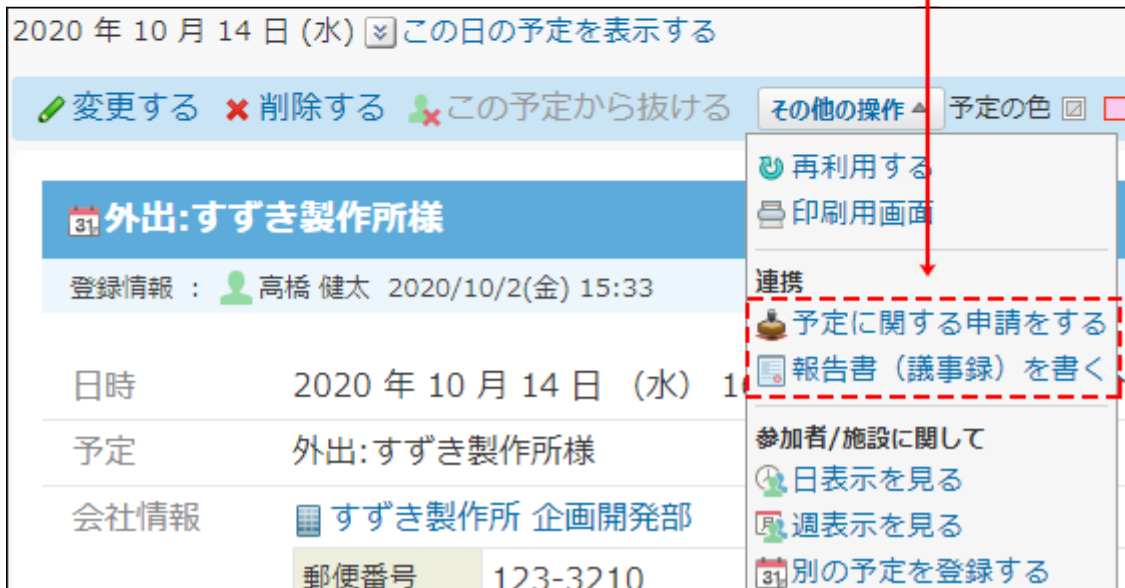 2020 年 10 月 14 日 (水) この日の予定を表示する
変更する 削除する この予定から抜ける その他の操作 予定の色
再利用する
印刷用画面
外出:すずき製作所様
登録情報 : 高橋 健太 2020/10/2(金) 15:33
連携
予定に関する申請をする
報告書（議事録）を書く
日時 2020 年 10 月 14 日 （水）
予定 外出:すずき製作所様
参加者/施設に関して
日表示を見る
会社情報 すずき製作所 企画開発部
週表示を見る
郵便番号 123-3210
別の予定を登録する